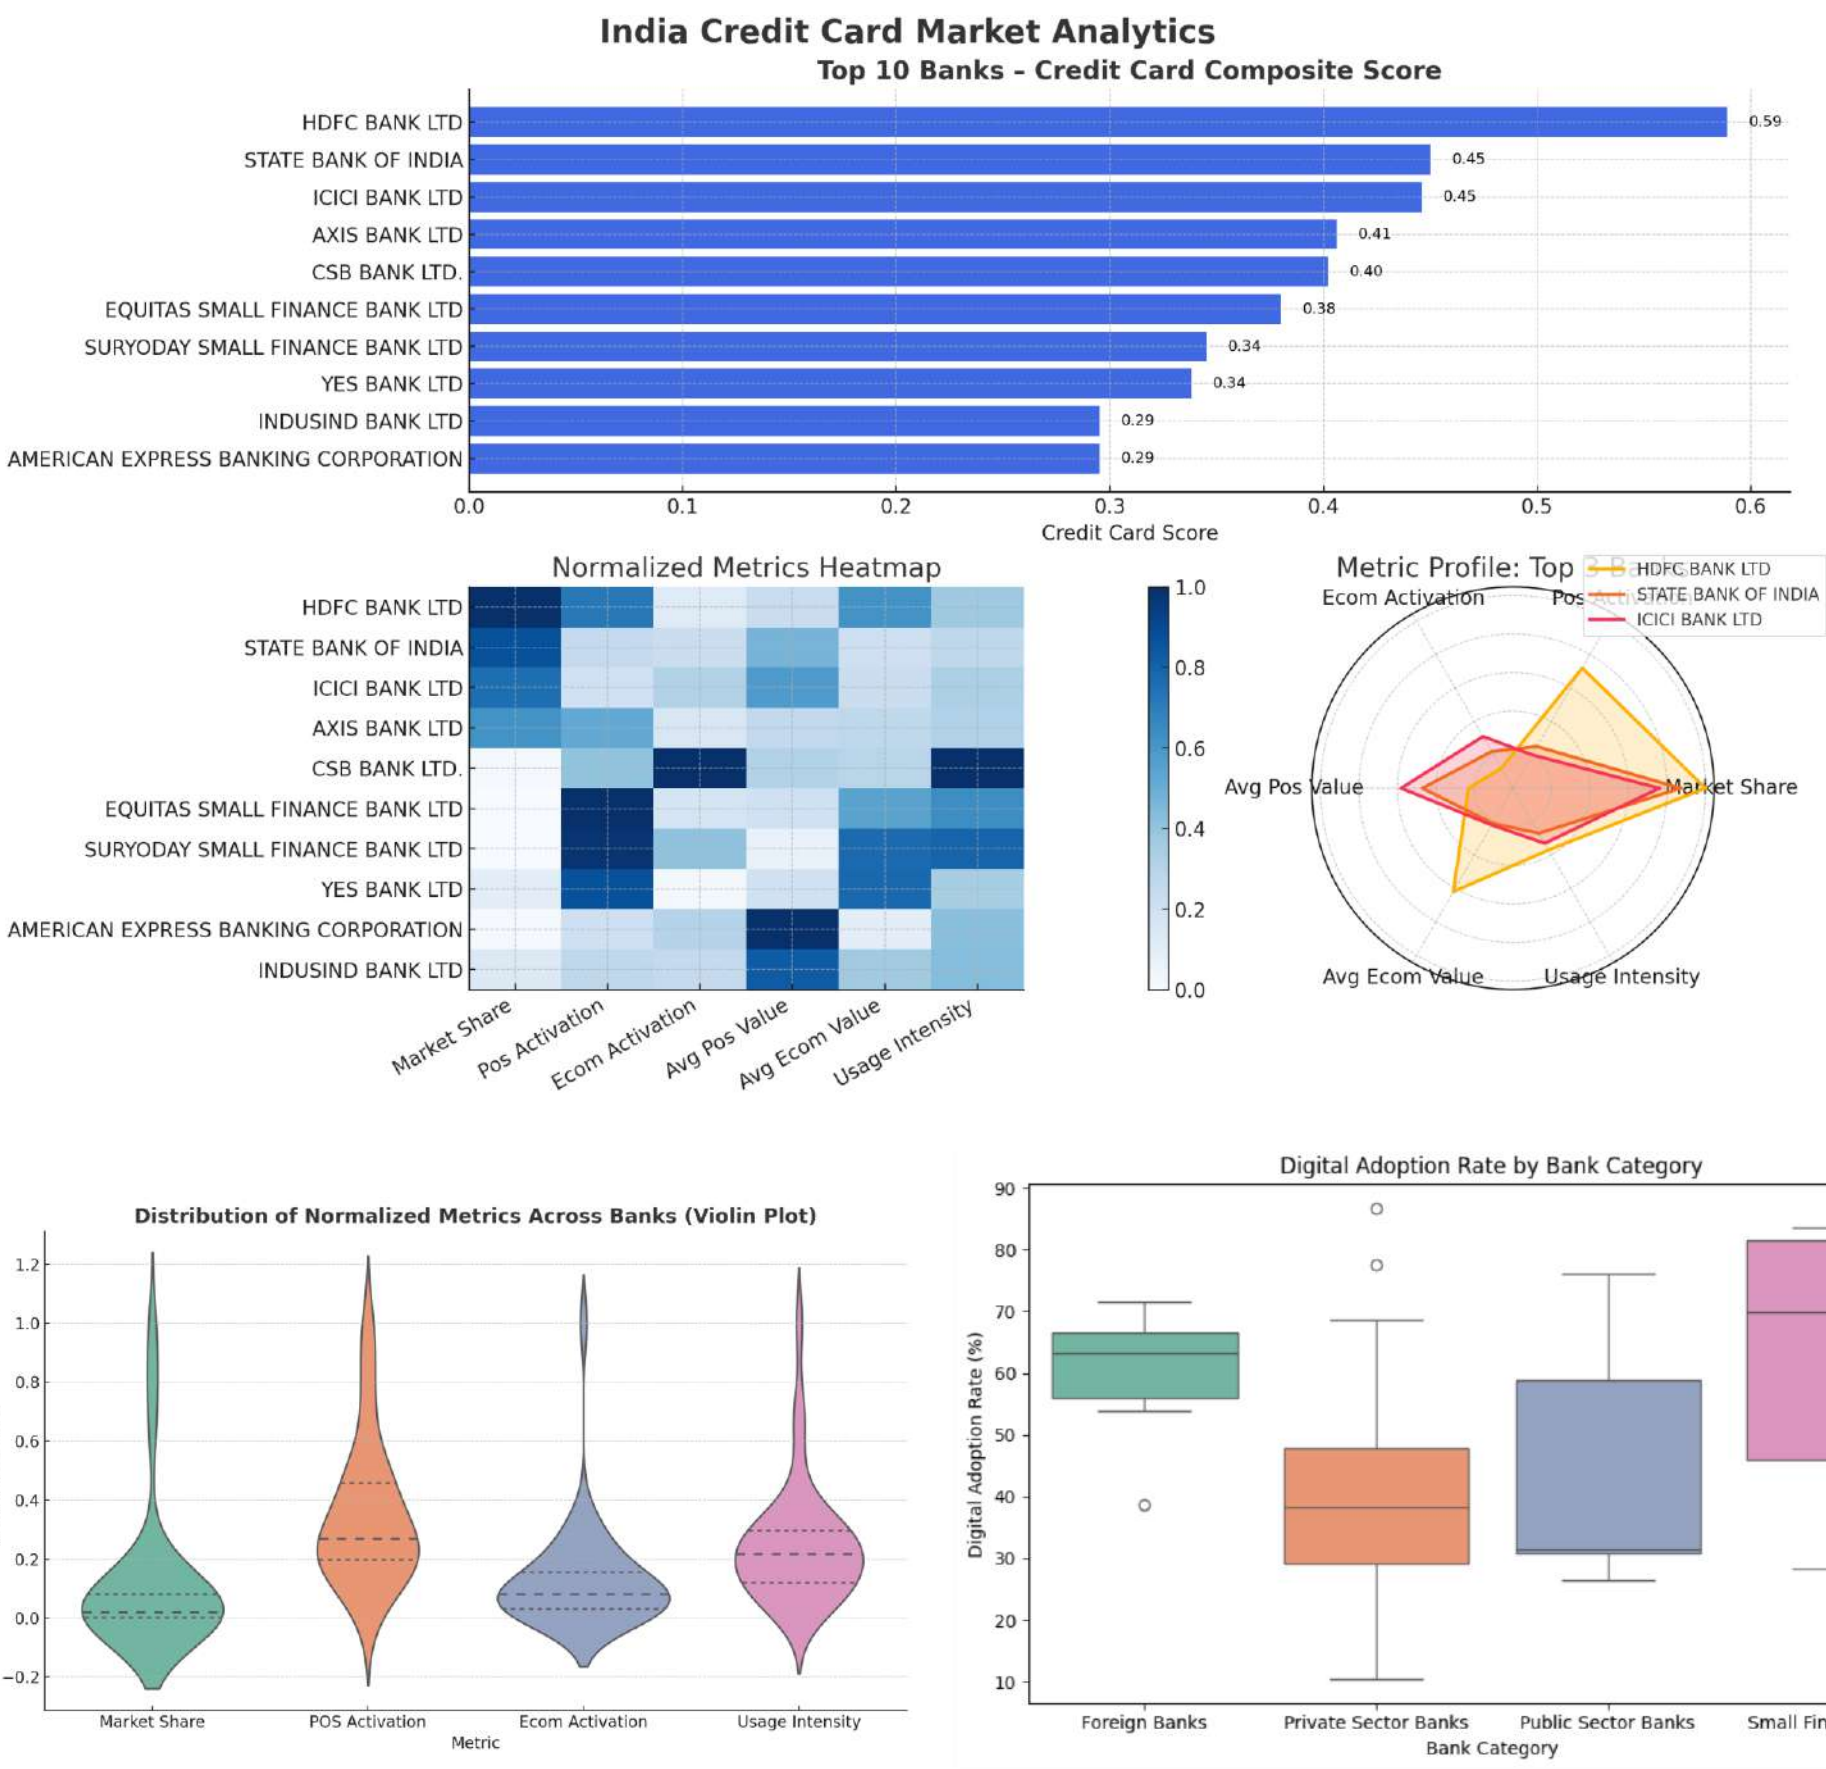 India Credit Card Market Analytics
Top 10 Banks – Credit Card Composite Score
HDFC BANK LTD
0.59
STATE BANK OF INDIA
0.45
ICICI BANK LTD
0.45
AXIS BANK LTD
0.41
CSB BANK LTD.
0.40
EQUITAS SMALL FINANCE BANK LTD
0.38
SURYODAY SMALL FINANCE BANK LTD
0.34
YES BANK LTD
0.34
INDUSIND BANK LTD
0.29
AMERICAN EXPRESS BANKING CORPORATION
0.29
0.0 0.1 0.2 0.3 0.4 0.5 0.6
Credit Card Score
Normalized Metrics Heatmap
HDFC BANK LTD
STATE BANK OF INDIA
ICICI BANK LTD
AXIS BANK LTD
CSB BANK LTD.
EQUITAS SMALL FINANCE BANK LTD
SURYODAY SMALL FINANCE BANK LTD
YES BANK LTD
AMERICAN EXPRESS BANKING CORPORATION
INDUSIND BANK LTD
Market Share
Pos Activation
Ecom Activation
Avg Pos Value
Avg Ecom Value
Usage Intensity
1.0
0.8
0.6
0.4
0.2
0.0
Metric Profile: Top 3 Banks
HDFC BANK LTD
STATE BANK OF INDIA
ICICI BANK LTD
Ecom Activation
Pos Activation
Avg Pos Value
Market Share
Avg Ecom Value
Usage Intensity
Distribution of Normalized Metrics Across Banks (Violin Plot)
1.2
1.0
0.8
0.6
0.4
0.2
0.0
−0.2
Market Share
POS Activation
Ecom Activation
Usage Intensity
Metric
Digital Adoption Rate by Bank Category
Digital Adoption Rate (%)
90
80
70
60
50
40
30
20
10
Foreign Banks
Private Sector Banks
Public Sector Banks
Small Fin
Bank Category